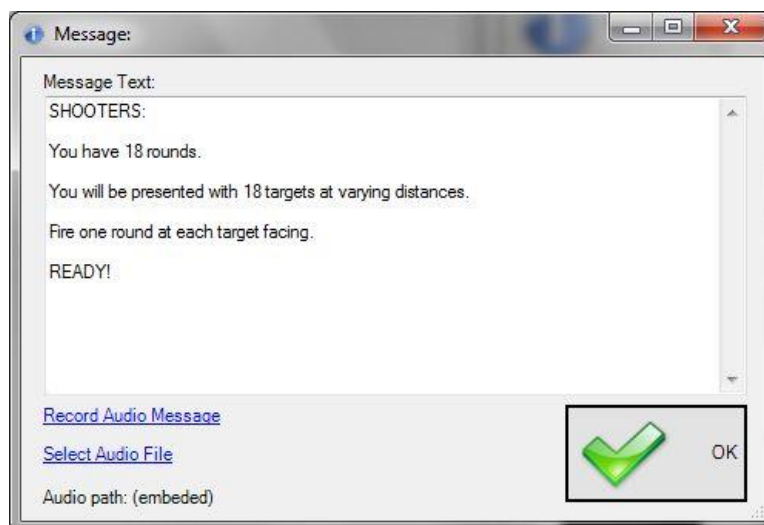 Message:
Message Text:
SHOOTERS:
You have 18 rounds.
You will be presented with 18 targets at varying distances.
Fire one round at each target facing.
READY!
Record Audio Message
Select Audio File
OK
Audio path: (embeded)